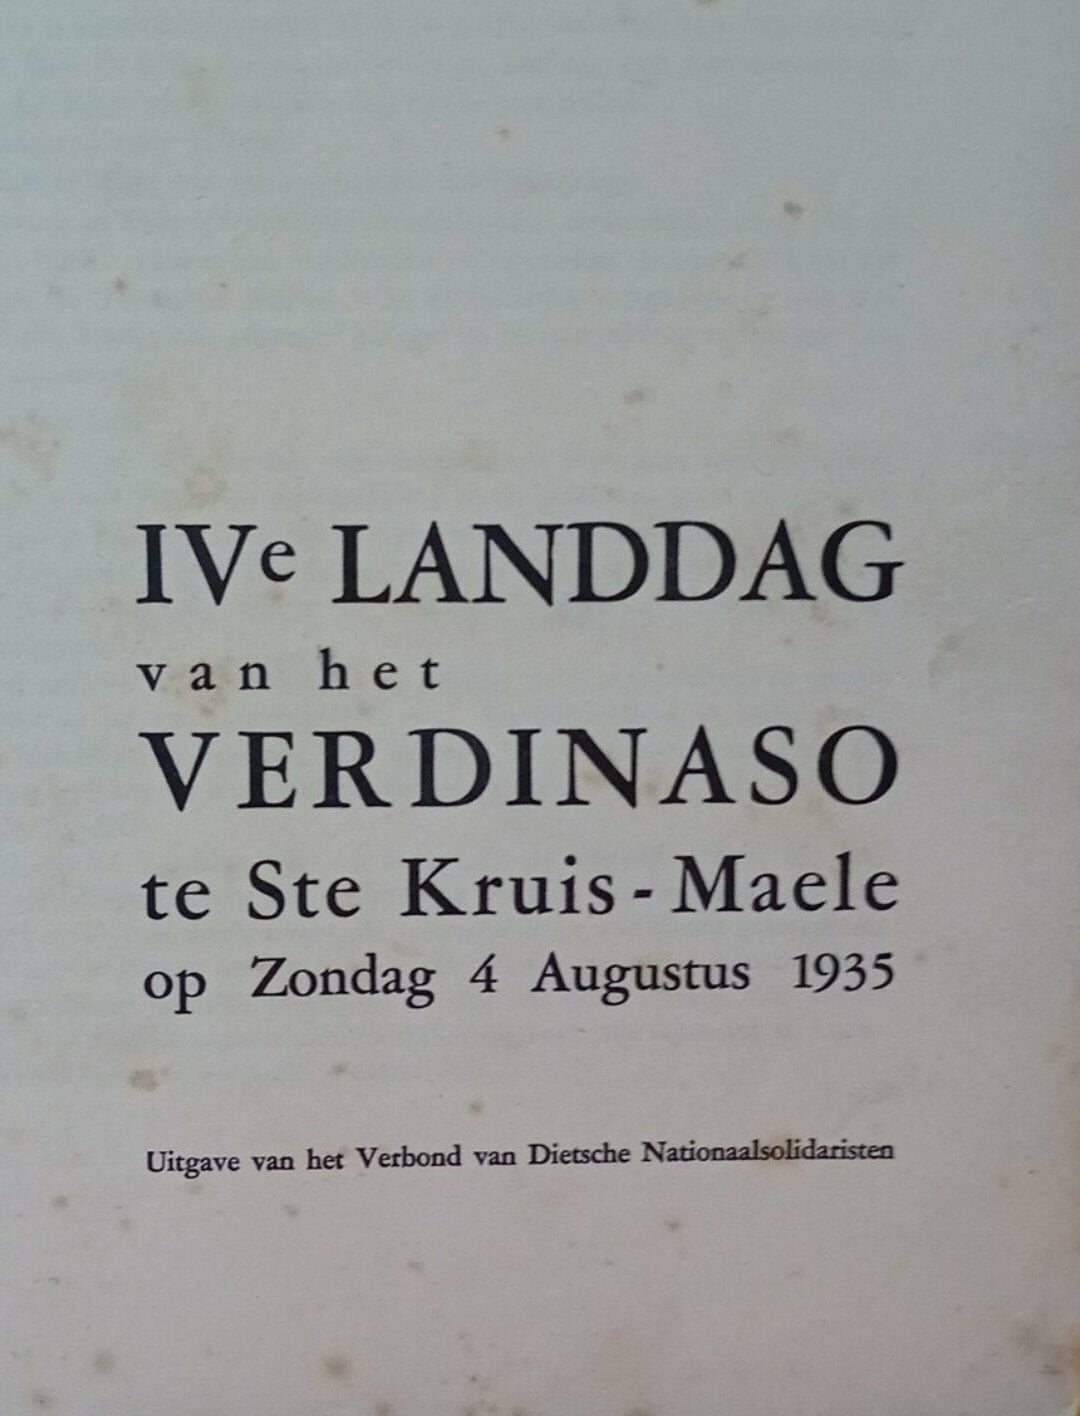 IVe LANDDAG
van het
VERDINASO
te Ste Kruis - Maele
op Zondag 4 Augustus 1935
Uitgave van het Verbond van Dietsche Nationaalsolidaristen